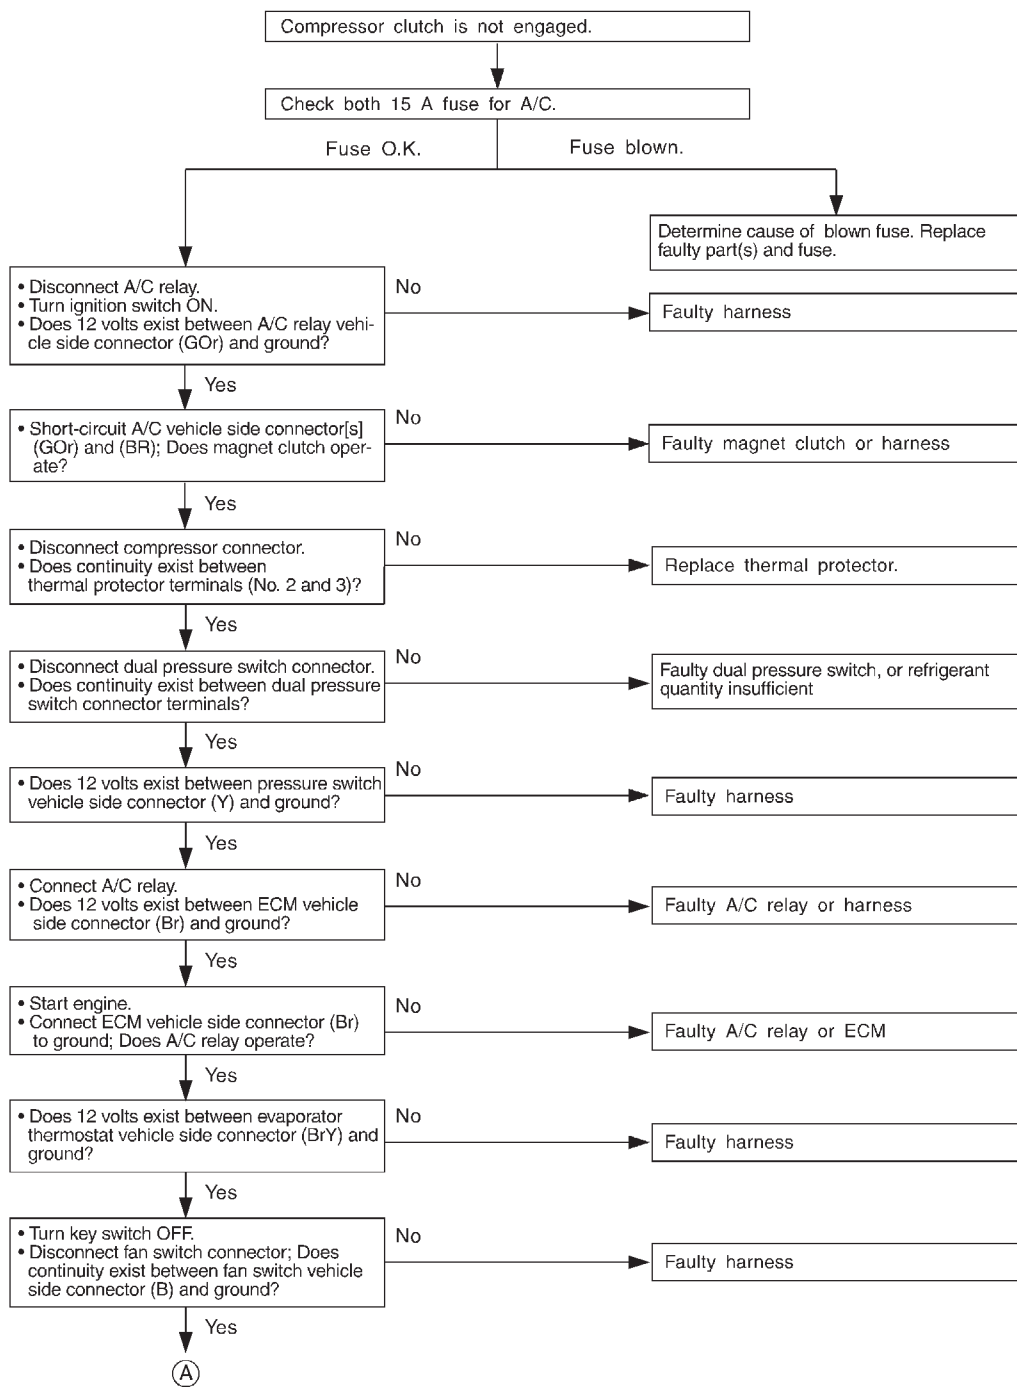 Compressor clutch is not engaged.
Check both 15 A fuse for A/C.
Fuse O.K.
Fuse blown.
Determine cause of blown fuse. Replace
faulty part(s) and fuse.
• Disconnect A/C relay.
• Turn ignition switch ON.
• Does 12 volts exist between A/C relay vehi-
cle side connector (GOr) and ground?
No
Faulty harness
Yes
• Short-circuit A/C vehicle side connector[s]
(GOr) and (BR); Does magnet clutch oper-
ate?
No
Faulty magnet clutch or harness
Yes
• Disconnect compressor connector.
• Does continuity exist between
thermal protector terminals (No. 2 and 3)?
No
Replace thermal protector.
Yes
• Disconnect dual pressure switch connector.
• Does continuity exist between dual pressure
switch connector terminals?
No
Faulty dual pressure switch, or refrigerant
quantity insufficient
Yes
• Does 12 volts exist between pressure switch
vehicle side connector (Y) and ground?
No
Faulty harness
Yes
• Connect A/C relay.
• Does 12 volts exist between ECM vehicle
side connector (Br) and ground?
No
Faulty A/C relay or harness
Yes
• Start engine.
• Connect ECM vehicle side connector (Br)
to ground; Does A/C relay operate?
No
Faulty A/C relay or ECM
Yes
• Does 12 volts exist between evaporator
thermostat vehicle side connector (BrY) and
ground?
No
Faulty harness
Yes
• Turn key switch OFF.
• Disconnect fan switch connector; Does
continuity exist between fan switch vehicle
side connector (B) and ground?
No
Faulty harness
Yes
A